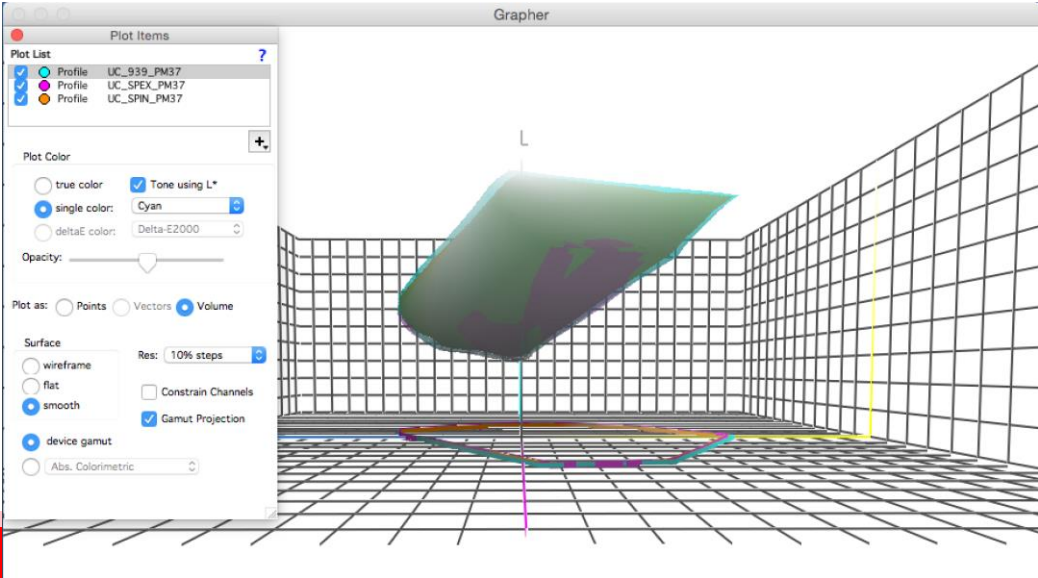 Grapher
Plot Items
Plot List ?
Profile UC_939_PM37
Profile UC_SPEX_PM37
Profile UC_SPIN_PM37
+
Plot Color
true color Tone using L*
single color: Cyan
deltaE color: Delta-E2000
Opacity:
Plot as: Points Vectors Volume
Surface
Res: 10% steps
wireframe
flat
Constrain Channels
smooth
Gamut Projection
device gamut
Abs. Colorimetric
L